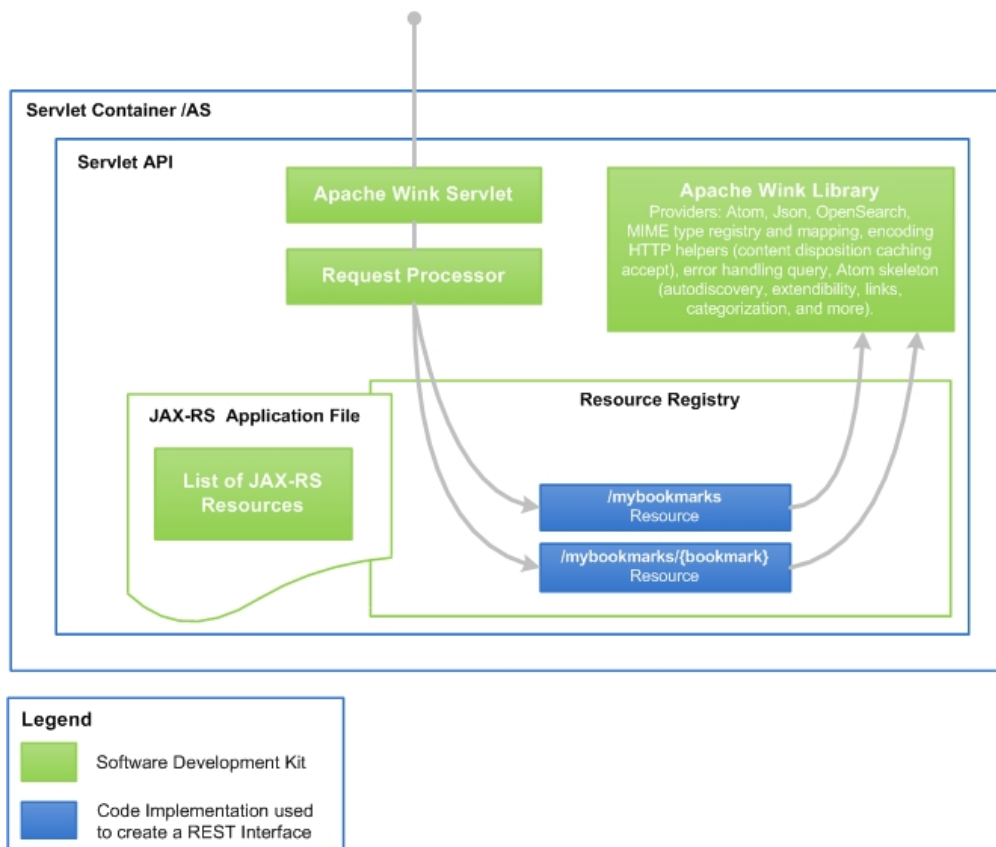 Servlet Container /AS
Servlet API
Apache Wink Servlet
Request Processor
Apache Wink Library
Providers: Atom, Json, OpenSearch,
MIME type registry and mapping, encoding
HTTP helpers (content disposition caching
accept), error handling query, Atom skeleton
(autodiscovery, extendibility, links,
categorization, and more).
JAX-RS  Application File
List of JAX-RS
Resources
Resource Registry
/mybookmarks
Resource
/mybookmarks/{bookmark}
Resource
Legend
Software Development Kit
Code Implementation used
to create a REST Interface